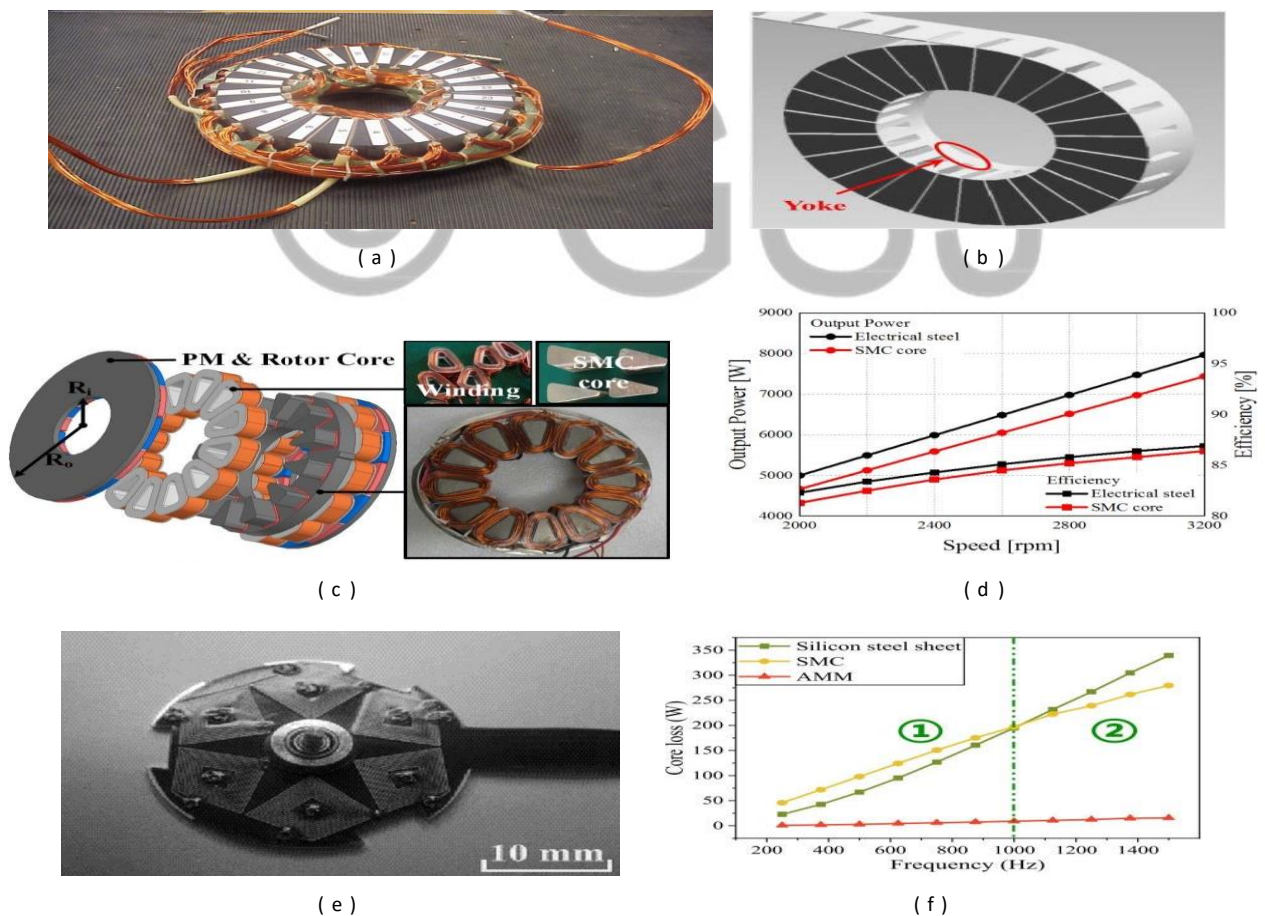 Yoke
( a )
( b )
PM & Rotor Core
R_i
R_o
Winding
SMC
core
9000
8000
7000
6000
5000
4000
Output Power [W]
Output Power
Electrical steel
SMC core
Efficiency
Electrical steel
SMC core
100
95
90
85
80
Efficiency [%]
2000
2400
2800
3200
Speed [rpm]
( c )
( d )
10 mm
350
300
250
200
150
100
50
0
Core loss (W)
Silicon steel sheet
SMC
AMM
①
②
200
400
600
800
1000
1200
1400
Frequency (Hz)
( e )
( f )